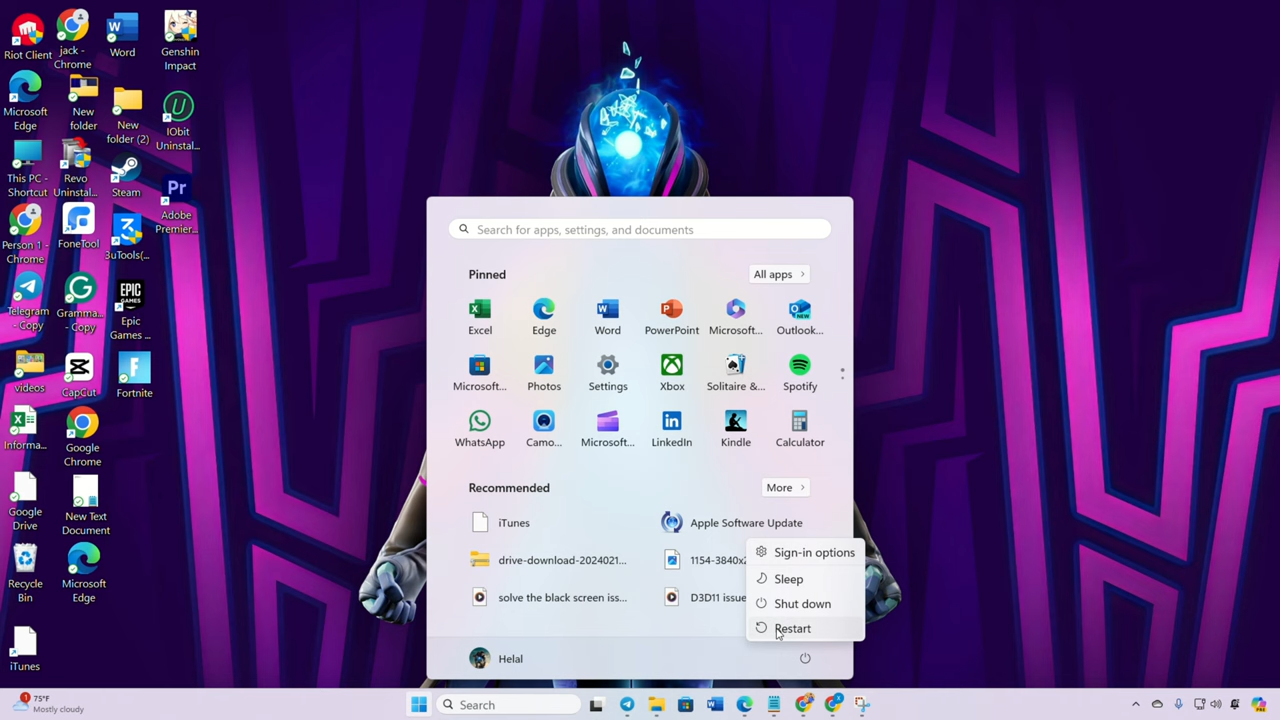 Riot Client
jack -
Chrome
Word
Genshin
Impact
Microsoft
Edge
New
folder
New
folder (2)
IObit
Uninstal...
This PC -
Shortcut
Revo
Uninstal...
Steam
Pr
Adobe
Premier...
Person 1 -
Chrome
FoneTool
3uTools(...
Telegram
- Copy
Gramma...
- Copy
EPIC
GAMES
Epic
Games ...
videos
CapCut
Fortnite
Informa...
Google
Chrome
Google
Drive
New Text
Document
Recycle
Bin
Microsoft
Edge
iTunes
Search for apps, settings, and documents
Pinned
All apps
Excel
Edge
Word
PowerPoint
Microsoft...
Outlook...
Microsoft...
Photos
Settings
Xbox
Solitaire &...
Spotify
WhatsApp
Camo...
Microsoft...
LinkedIn
Kindle
Calculator
Recommended
More
iTunes
Apple Software Update
drive-download-2024021...
1154-3840x2
solve the black screen iss...
D3D11 issue
Sign-in options
Sleep
Shut down
Restart
Helal
1
75°F
Mostly cloudy
Search